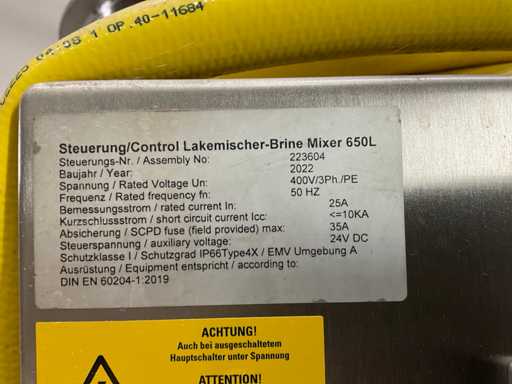 04 08 1 OP.40-11684
Steuerung/Control Lakemischer-Brine Mixer 650L
Steuerungs-Nr. / Assembly No: 223604
Baujahr / Year: 2022
Spannung / Rated Voltage Un: 400V/3Ph./PE
Frequenz / Rated frequency fn: 50 HZ
Bemessungsstrom / rated current In: 25A
Kurzschlussstrom / short circuit current Icc: <=10KA
Absicherung / SCPD fuse (field provided) max: 35A
Steuerspannung / auxiliary voltage: 24V DC
Schutzklasse I / Schutzgrad IP66Type4X / EMV Umgebung A
Ausrüstung / Equipment entspricht / according to:
DIN EN 60204-1:2019
ACHTUNG!
Auch bei ausgeschaltetem
Hauptschalter unter Spannung
ATTENTION!